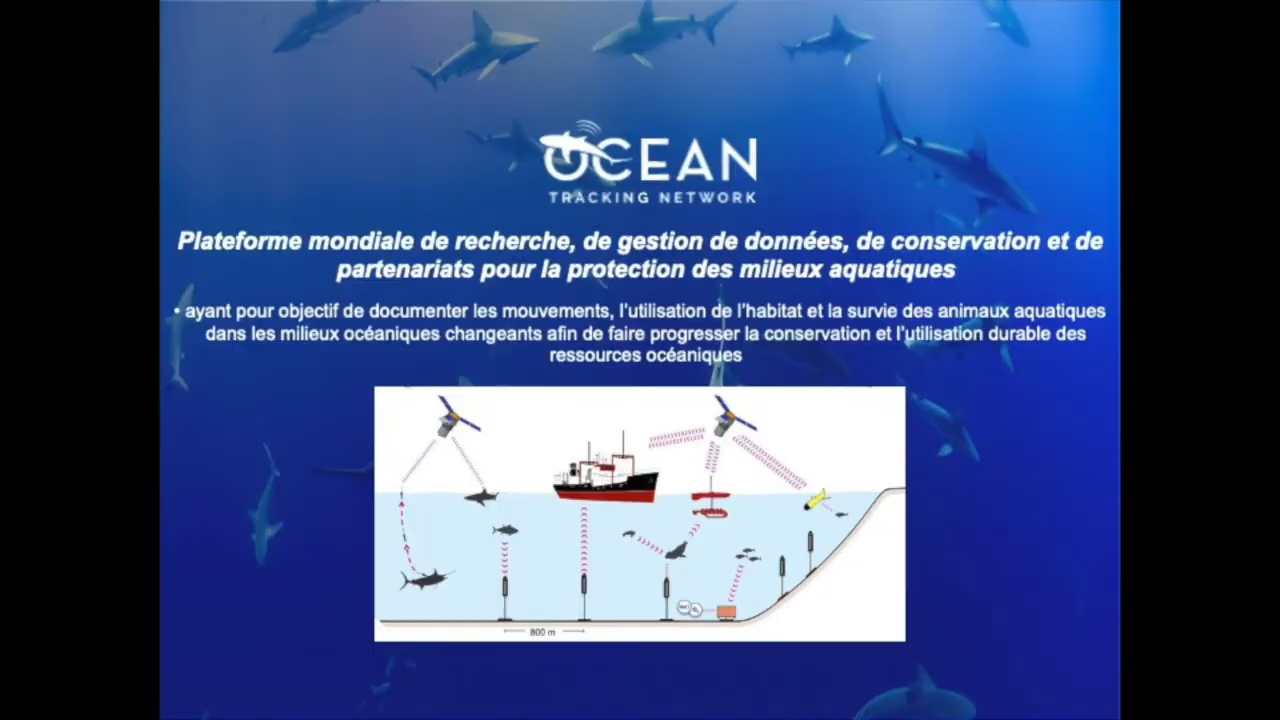 OCEAN
TRACKING NETWORK
Plateforme mondiale de recherche, de gestion de données, de conservation et de
partenariats pour la protection des milieux aquatiques
• ayant pour objectif de documenter les mouvements, l’utilisation de l’habitat et la survie des animaux aquatiques
dans les milieux océaniques changeants afin de faire progresser la conservation et l’utilisation durable des
ressources océaniques
800 m